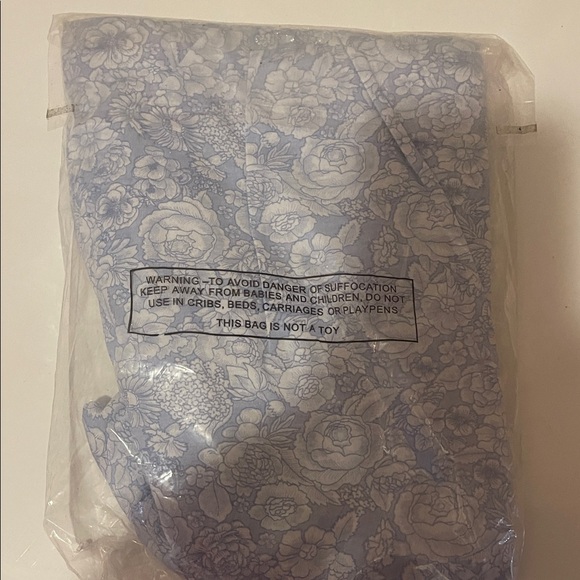 WARNING –TO AVOID DANGER OF SUFFOCATION
KEEP AWAY FROM BABIES AND CHILDREN, DO NOT
USE IN CRIBS, BEDS, CARRIAGES OR PLAYPENS
THIS BAG IS NOT A TOY